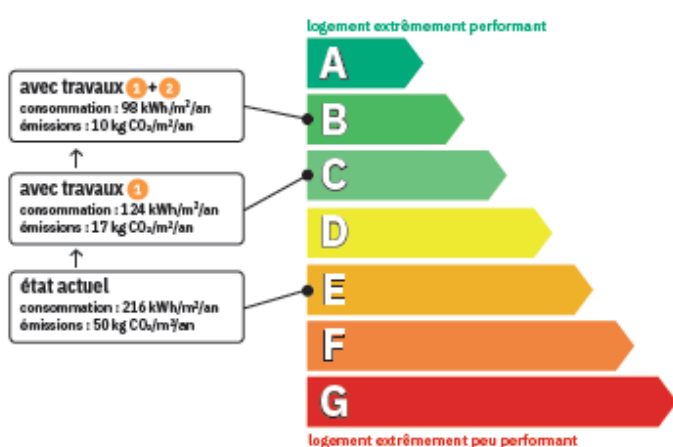 logement extrêmement performant
A
avec travaux 1 + 2
consommation : 98 kWh/m²/an
émissions : 10 kg CO₂/m²/an
B
avec travaux 1
consommation : 124 kWh/m²/an
émissions : 17 kg CO₂/m²/an
C
D
état actuel
consommation : 216 kWh/m²/an
émissions : 50 kg CO₂/m²/an
E
F
G
logement extrêmement peu performant